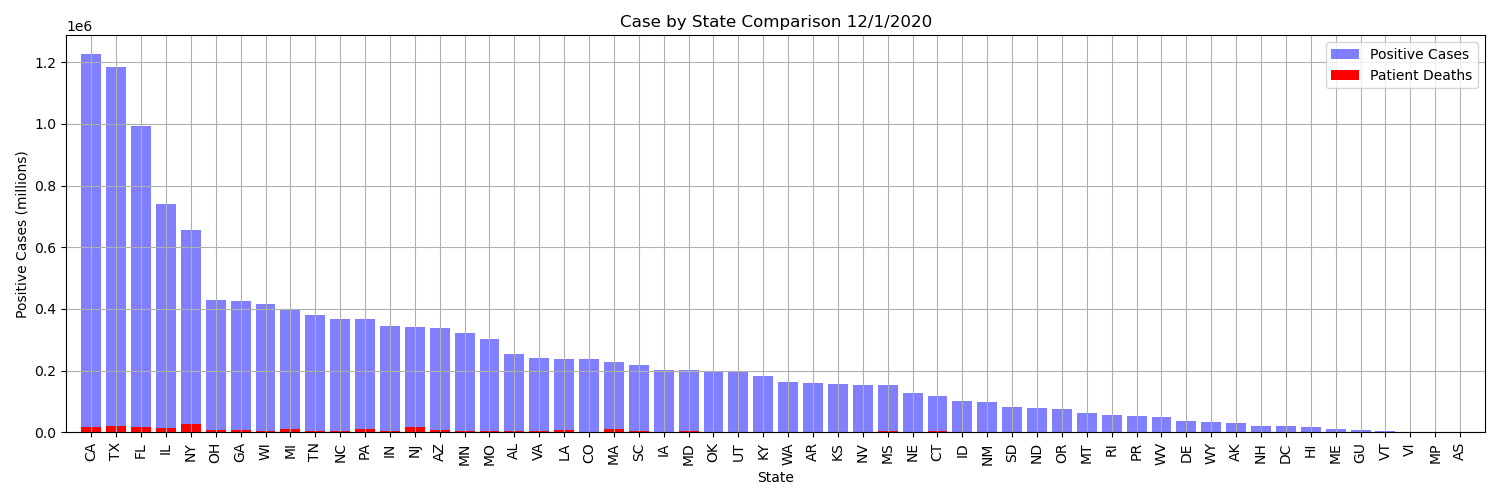 Case by State Comparison 12/1/2020
1e6
Positive Cases
Patient Deaths
Positive Cases (millions)
1.2
1.0
0.8
0.6
0.4
0.2
0.0
CA TX FL IL NY OH GA WI MI TN NC PA IN NJ AZ MN MO AL VA LA CO MA SC IA MD OK UT KY WA AR KS NV MS NE CT ID NM SD ND OR MT RI PR WV DE WY AK NH DC HI ME GU VT VI MP AS
State